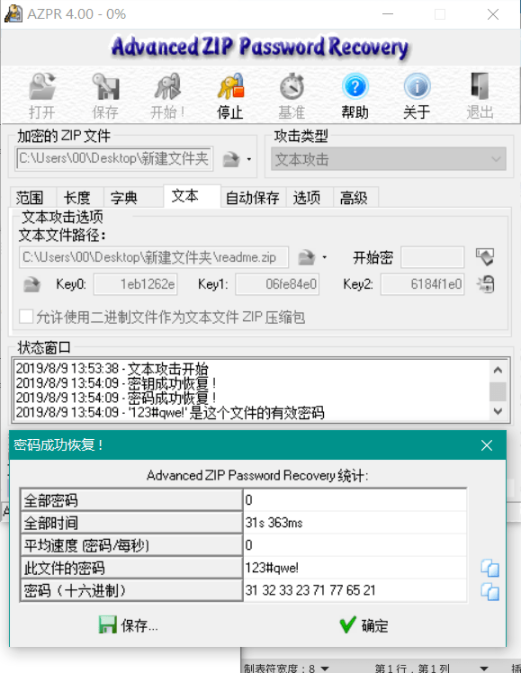 AZPR 4.00 - 0%
Advanced ZIP Password Recovery
打开 保存 开始! 停止 基准 帮助 关于 退出
加密的 ZIP 文件 攻击类型
C:\Users\00\Desktop\新建文件夹 文本攻击
范围 长度 字典 文本 自动保存 选项 高级
文本攻击选项
文本文件路径:
C:\Users\00\Desktop\新建文件夹\readme.zip 开始密
Key0: 1eb1262e Key1: 06fe84e0 Key2: 6184f1e0
允许使用二进制文件作为文本文件 ZIP 压缩包
状态窗口
2019/8/9 13:53:38 - 文本攻击开始
2019/8/9 13:54:09 - 密钥成功恢复!
2019/8/9 13:54:09 - 密码成功恢复!
2019/8/9 13:54:09 - '123#qwe!' 是这个文件的有效密码
密码成功恢复!
Advanced ZIP Password Recovery 统计:
全部密码 0
全部时间 31s 363ms
平均速度 (密码/每秒) 0
此文件的密码 123#qwe!
密码(十六进制) 31 32 33 23 71 77 65 21
保存... 确定
制表符宽度:8 第1行,第1列